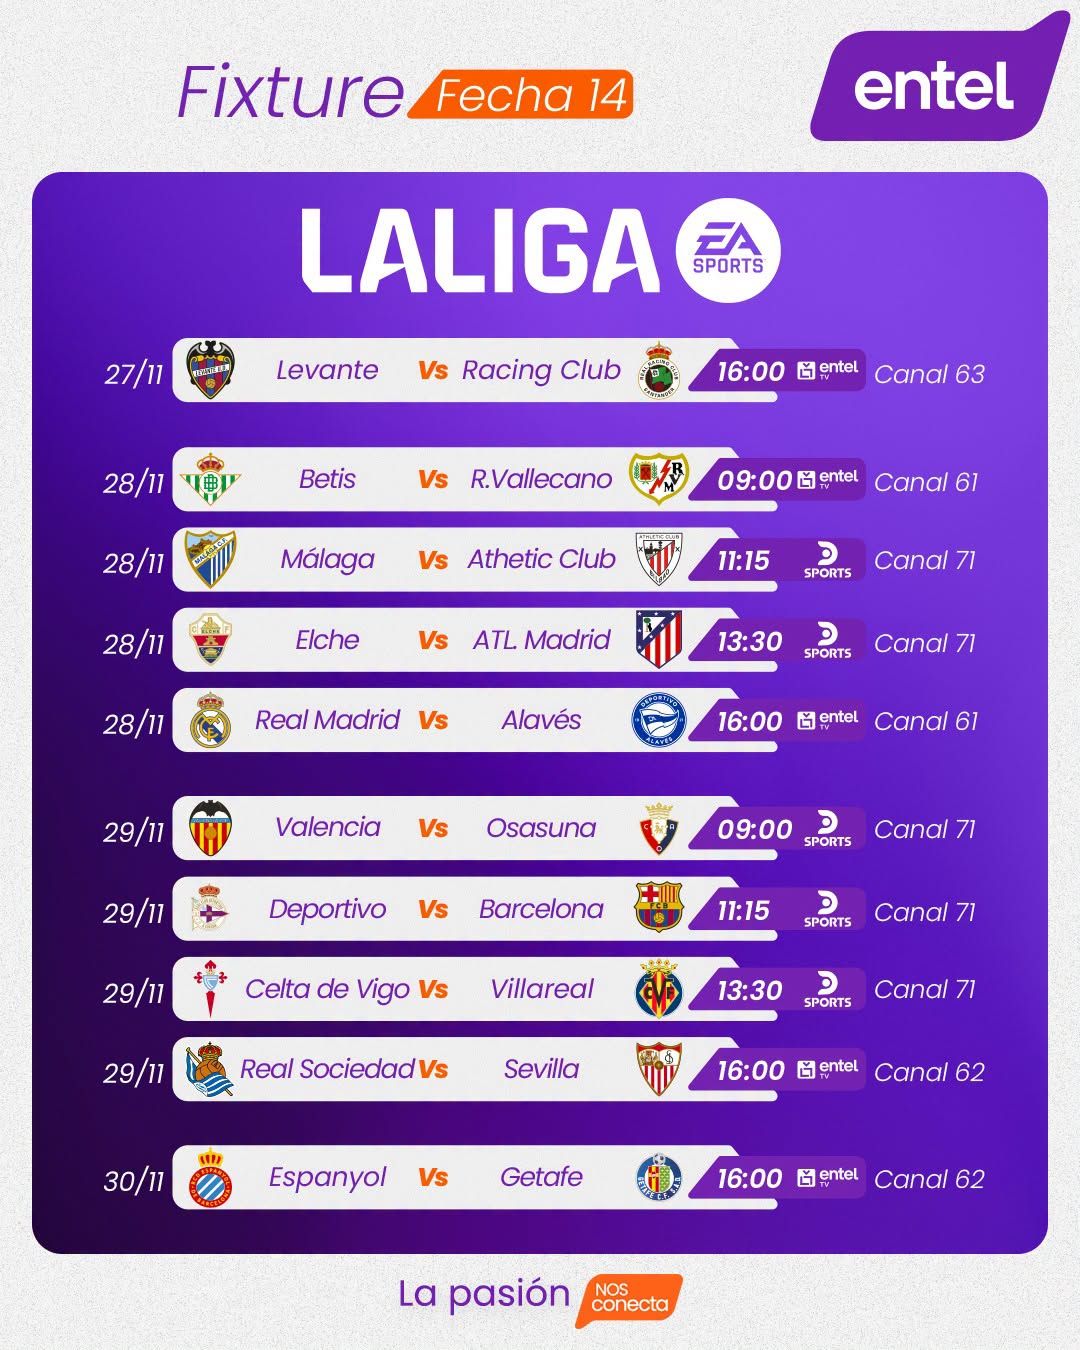 Fixture Fecha 14
entel
LALIGA EA SPORTS
27/11 Levante Vs Racing Club 16:00 entel TV Canal 63
28/11 Betis Vs R.Vallecano 09:00 entel TV Canal 61
28/11 Málaga Vs Athetic Club 11:15 D SPORTS Canal 71
28/11 Elche Vs ATL. Madrid 13:30 D SPORTS Canal 71
28/11 Real Madrid Vs Alavés 16:00 entel TV Canal 61
29/11 Valencia Vs Osasuna 09:00 D SPORTS Canal 71
29/11 Deportivo Vs Barcelona 11:15 D SPORTS Canal 71
29/11 Celta de Vigo Vs Villareal 13:30 D SPORTS Canal 71
29/11 Real Sociedad Vs Sevilla 16:00 entel TV Canal 62
30/11 Espanyol Vs Getafe 16:00 entel TV Canal 62
La pasión NOS conecta